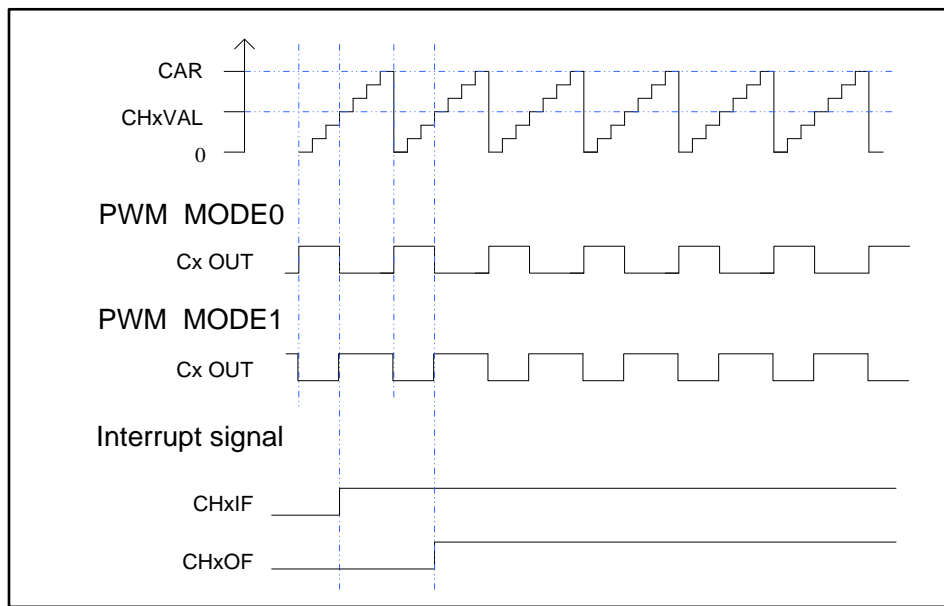 CAR
CHxVAL
0
PWM MODE0
Cx OUT
PWM MODE1
Cx OUT
Interrupt signal
CHxIF
CHxOF